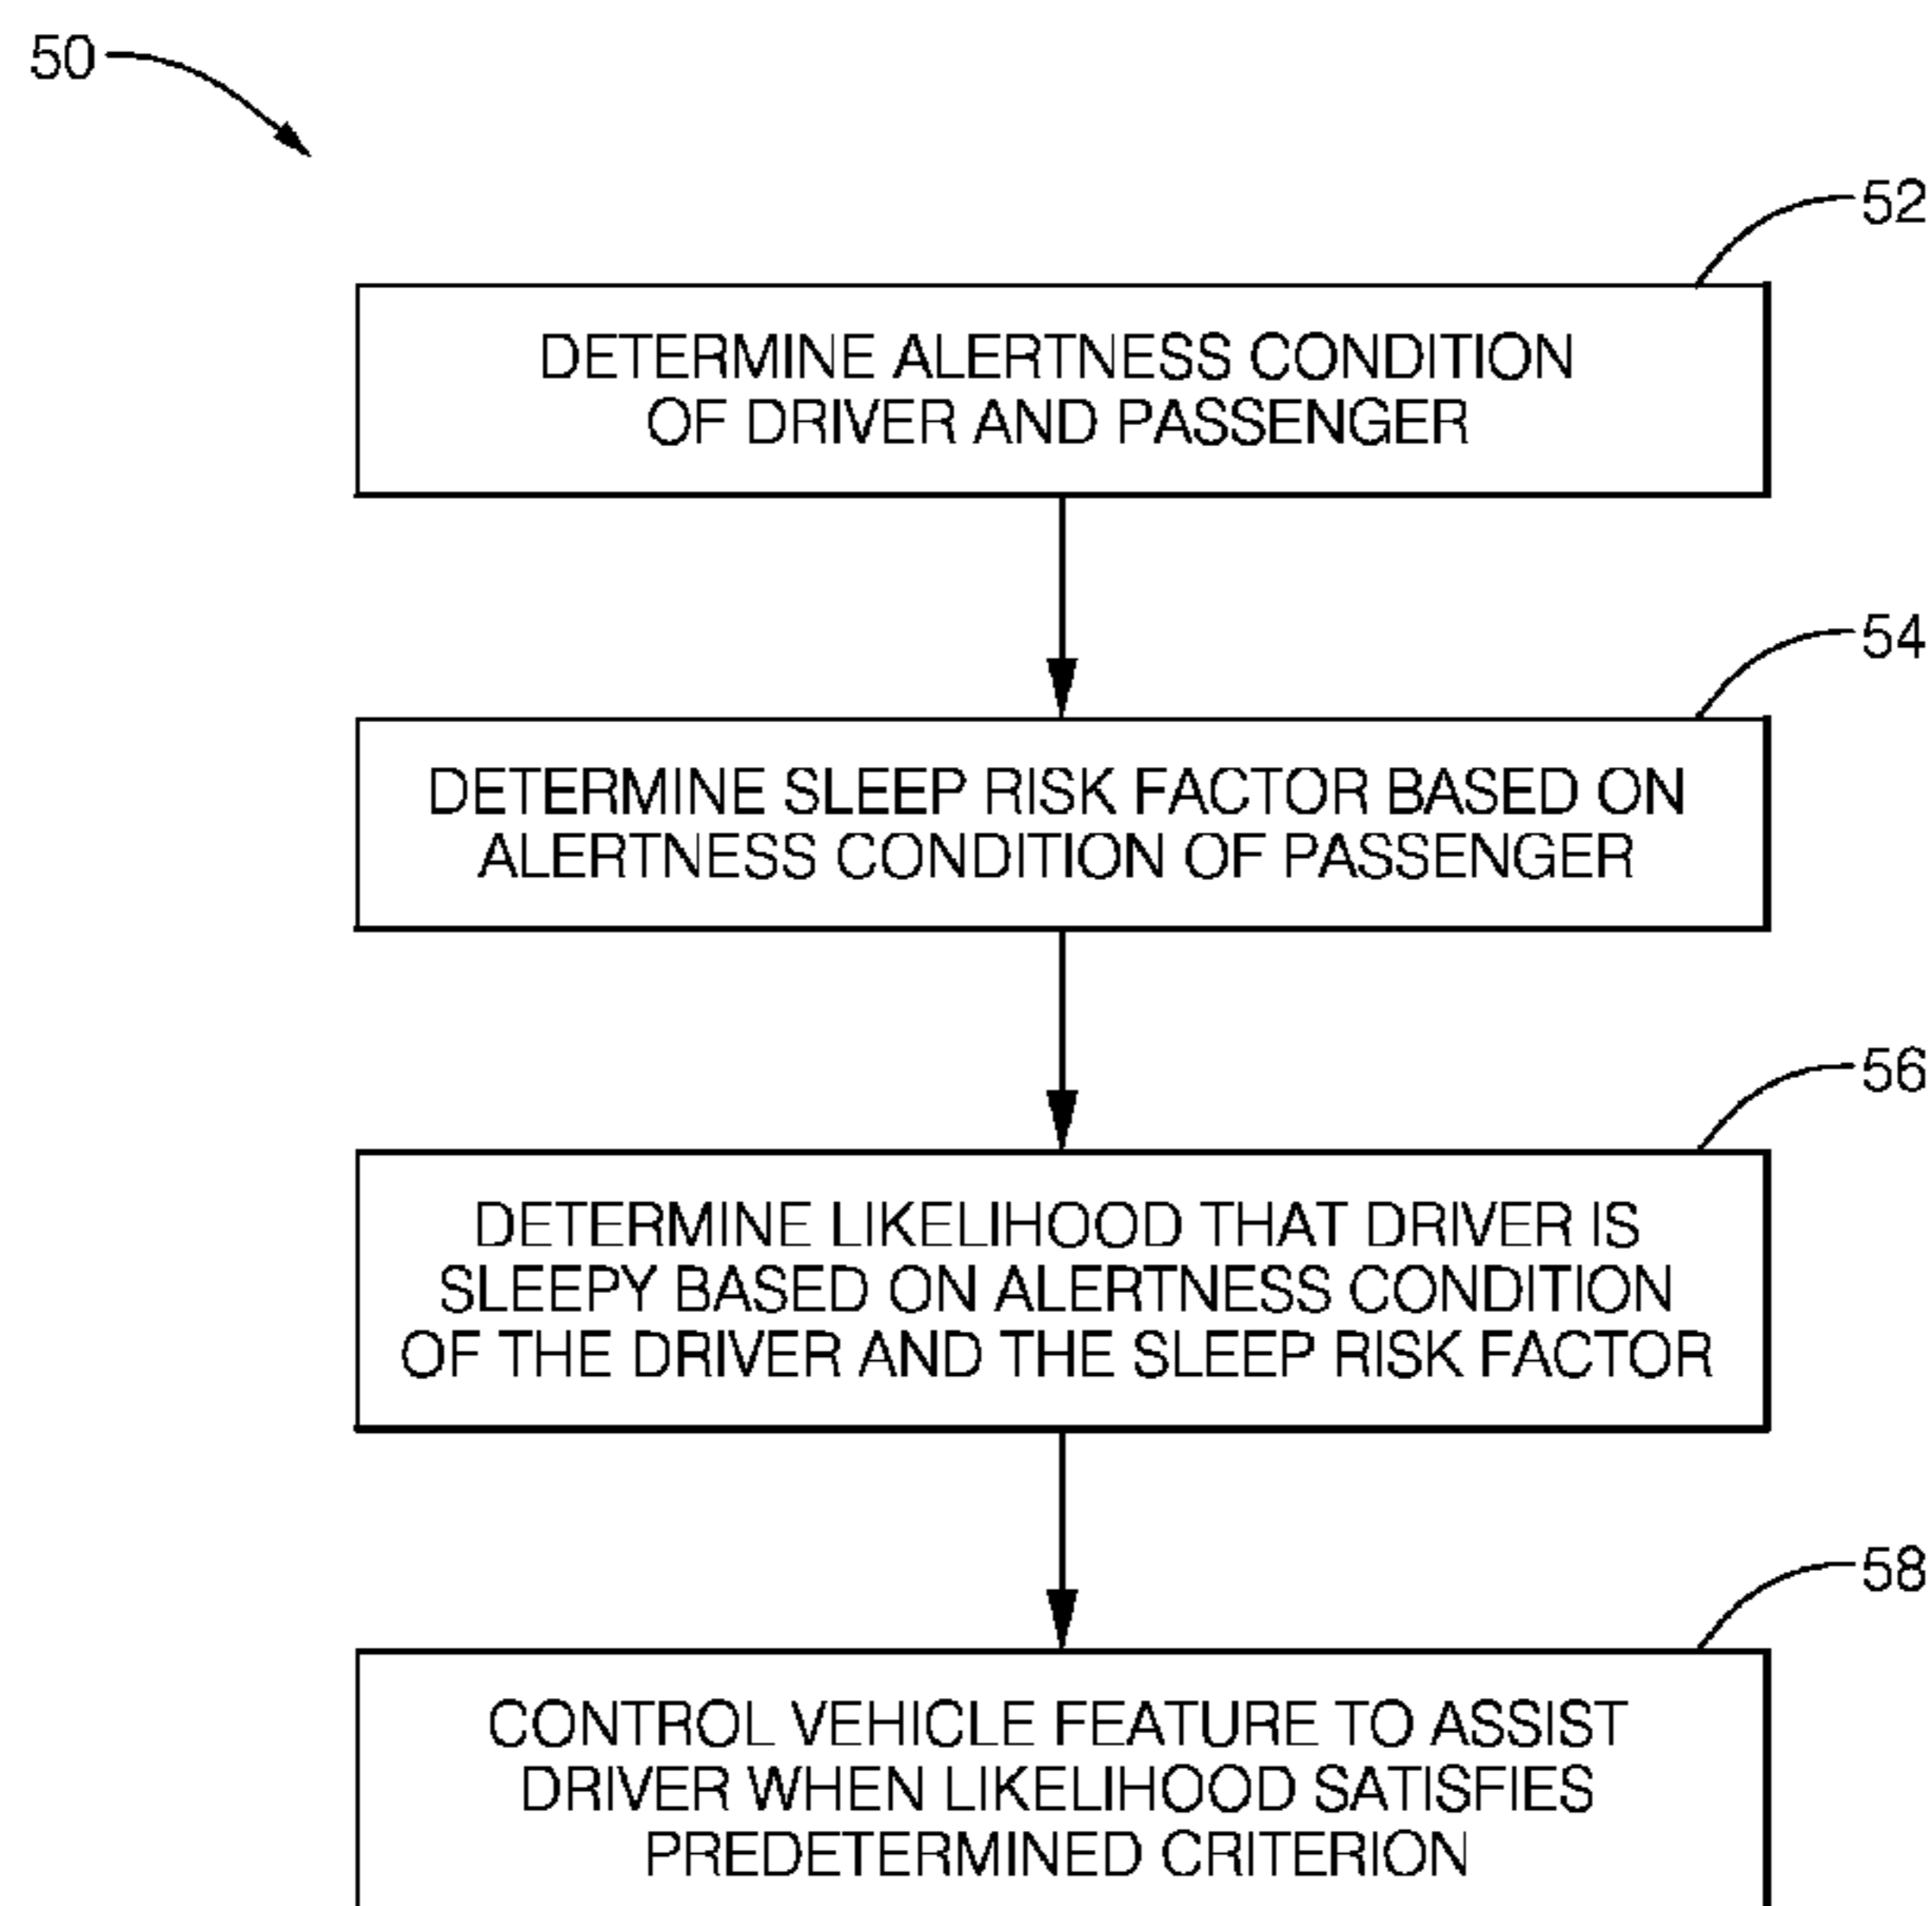 50
52
DETERMINE ALERTNESS CONDITION
OF DRIVER AND PASSENGER
54
DETERMINE SLEEP RISK FACTOR BASED ON
ALERTNESS CONDITION OF PASSENGER
56
DETERMINE LIKELIHOOD THAT DRIVER IS
SLEEPY BASED ON ALERTNESS CONDITION
OF THE DRIVER AND THE SLEEP RISK FACTOR
58
CONTROL VEHICLE FEATURE TO ASSIST
DRIVER WHEN LIKELIHOOD SATISFIES
PREDETERMINED CRITERION